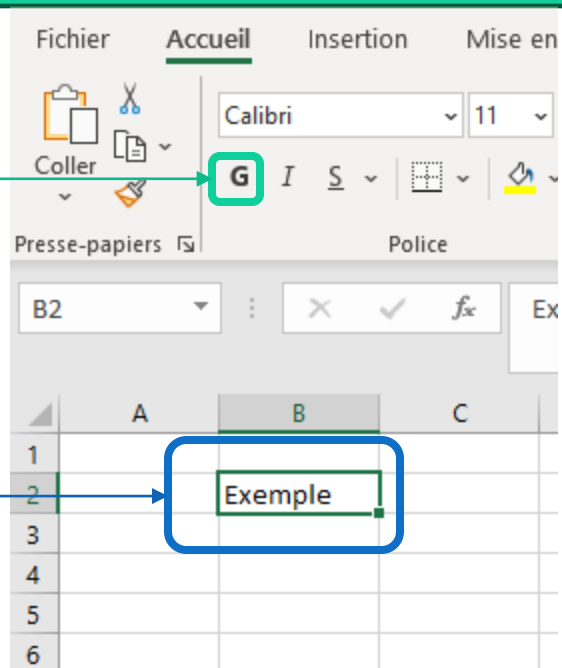 Fichier Accueil Insertion Mise en
Calibri 11
Coller
G I S
Presse-papiers Police
B2 fx Ex
A B C
1
2 Exemple
3
4
5
6